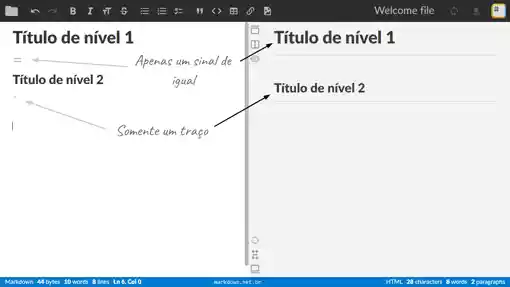 Welcome file
Título de nível 1
=
Título de nível 2
-
Apenas um sinal de
igual
Somente um traço
Título de nível 1
Título de nível 2
Markdown 44 bytes 10 words 8 lines Ln 6, Col 0
markdown.net.br
HTML 28 characters 8 words 2 paragraphs